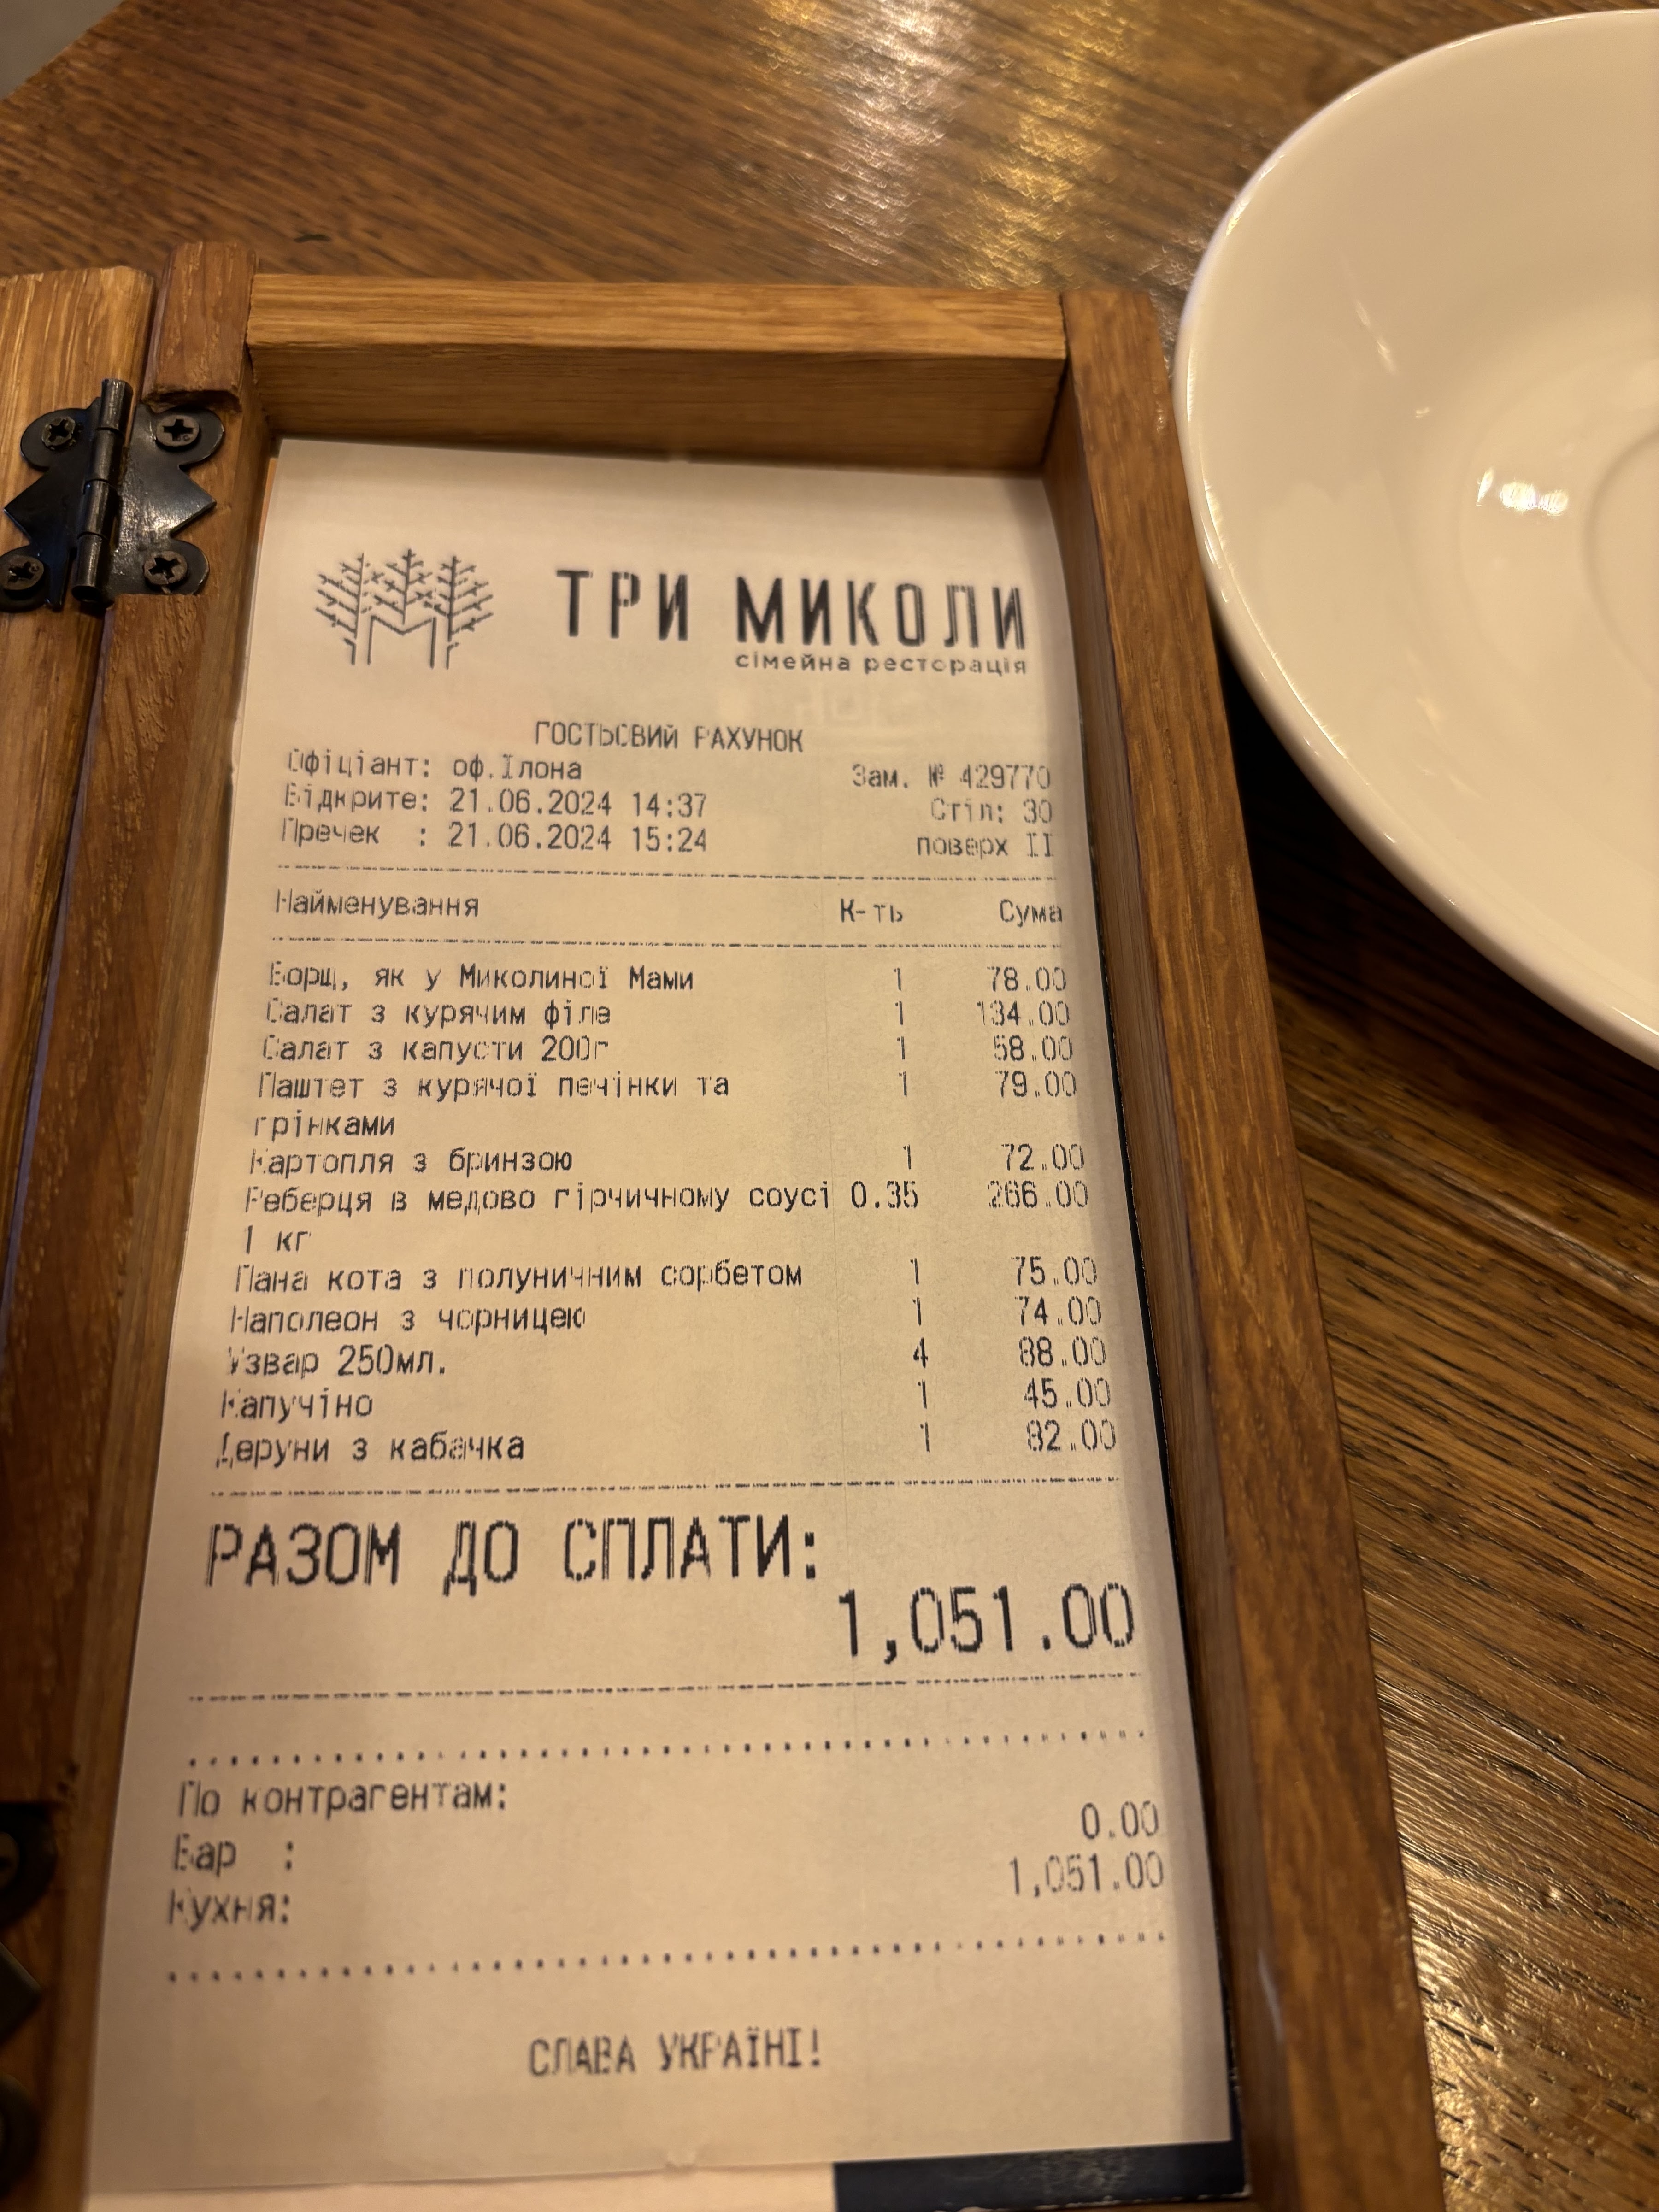 ТРИ МИКОЛИ
сімейна ресторація
ГОСТЬОВИЙ РАХУНОК
Офіціант: оф.Ілона Зам. № 429770
Відкрите: 21.06.2024 14:37 Стіл: 30
Пречек : 21.06.2024 15:24 поверх II
Найменування К-ть Сума
Борщ, як у Миколиної Мами 1 78.00
Салат з курячим філе 1 134.00
Салат з капусти 200г 1 58.00
Паштет з курячої печінки та 1 79.00
грінками
Картопля з бринзою 1 72.00
Реберця в медово гірчичному соусі 0.35 266.00
1 кг
Пана кота з полуничним сорбетом 1 75.00
Наполеон з чорницею 1 74.00
Узвар 250мл. 4 88.00
Капучіно 1 45.00
Деруни з кабачка 1 82.00
РАЗОМ ДО СПЛАТИ:
1,051.00
По контрагентам:
Бар : 0.00
Кухня: 1,051.00
СЛАВА УКРАЇНІ!